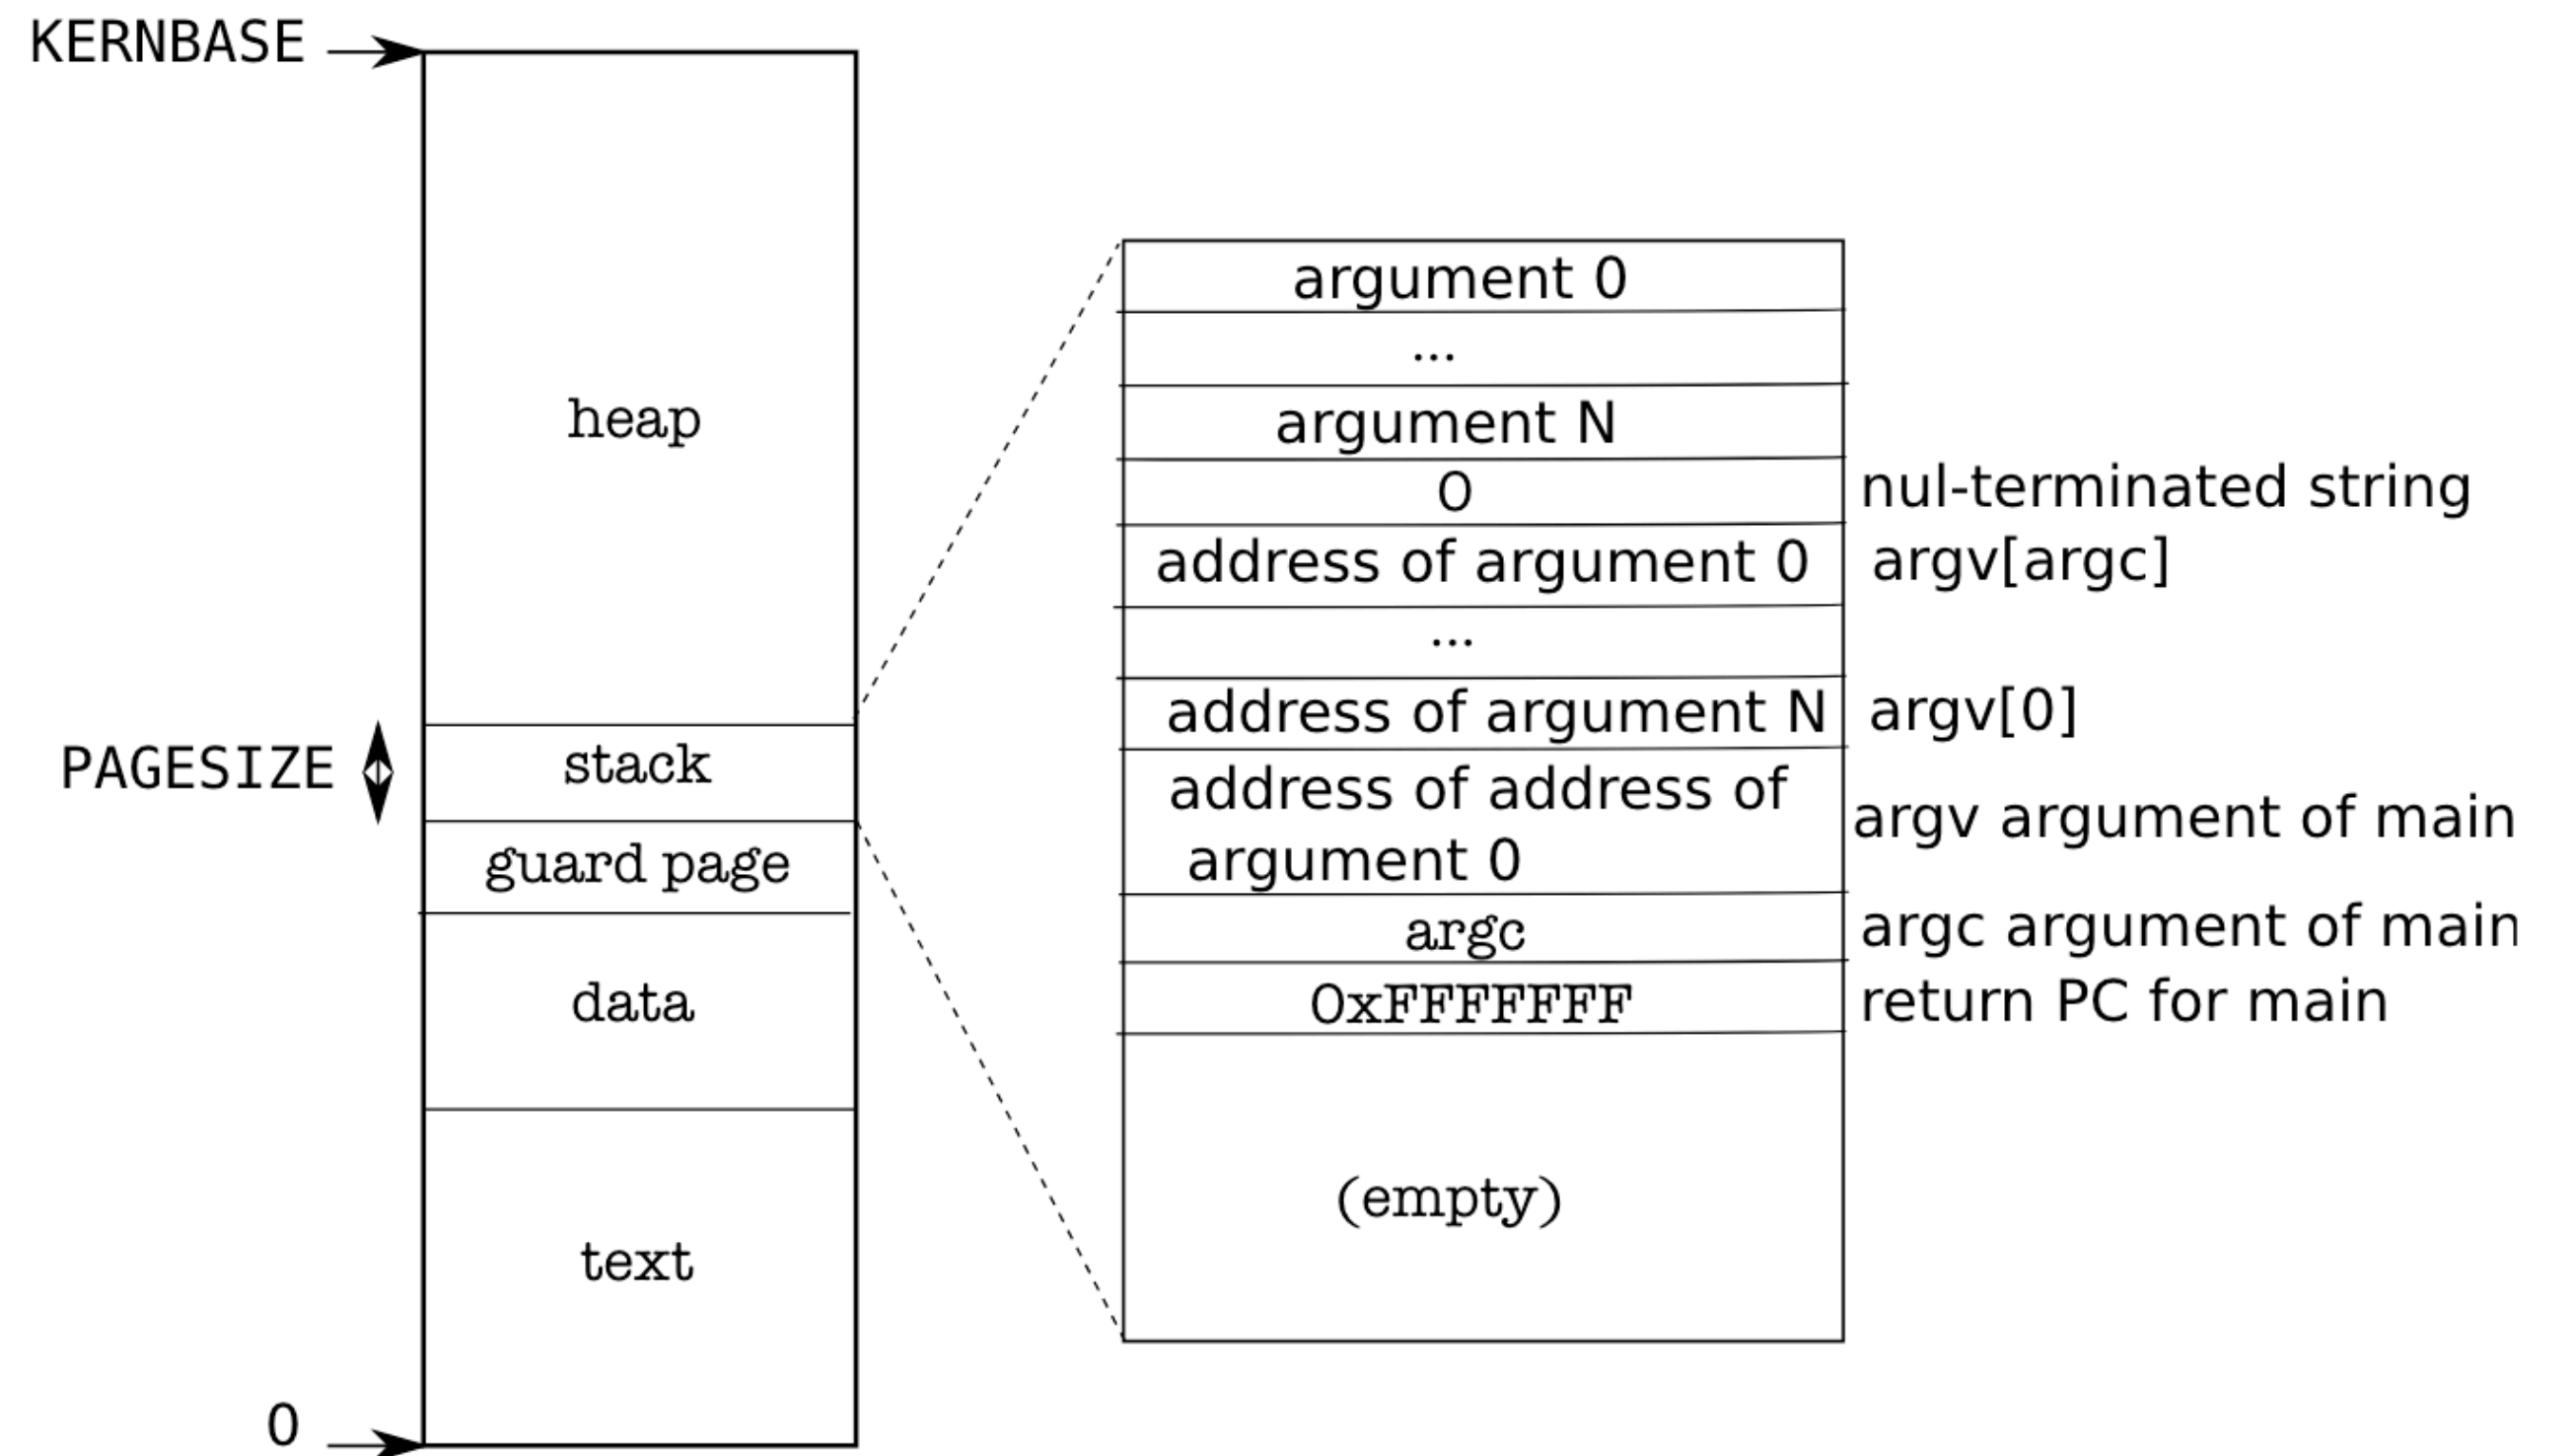 KERNBASE
heap
PAGESIZE
stack
guard page
data
text
0
argument 0
...
argument N
0
nul-terminated string
address of argument 0
argv[argc]
...
address of argument N
argv[0]
address of address of
argument 0
argv argument of main
argc
argc argument of main
0xFFFFFFF
return PC for main
(empty)